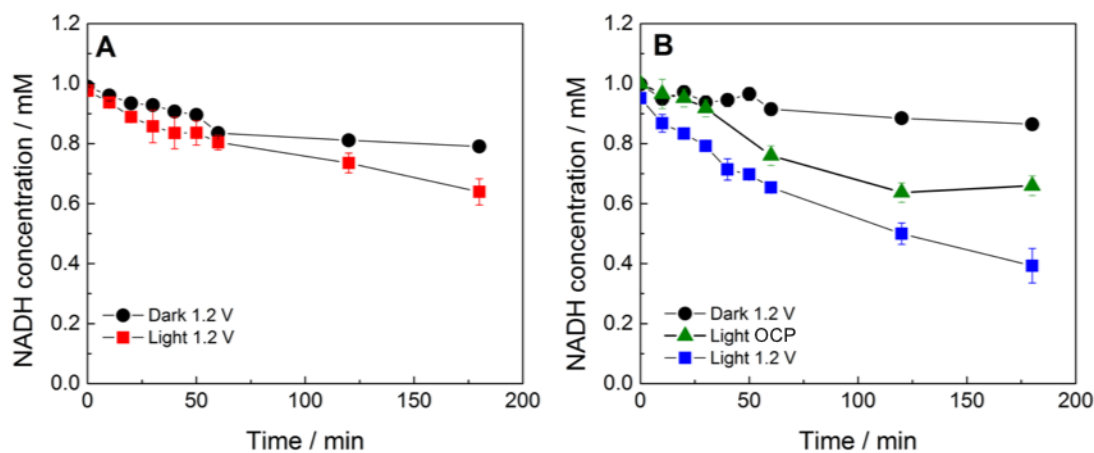 A
NADH concentration / mM
1.2
1.0
0.8
0.6
0.4
0.2
0.0
Dark 1.2 V
Light 1.2 V
0
50
100
150
200
Time / min
B
NADH concentration / mM
1.2
1.0
0.8
0.6
0.4
0.2
0.0
Dark 1.2 V
Light OCP
Light 1.2 V
0
50
100
150
200
Time / min